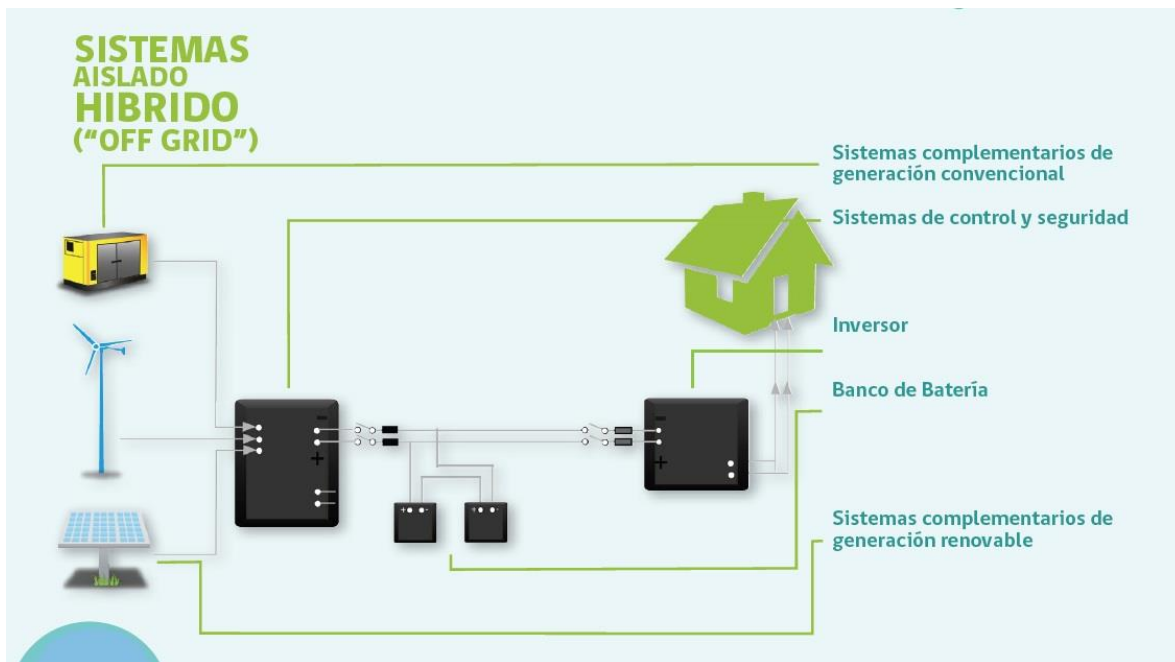 SISTEMAS
AISLADO
HIBRIDO
(“OFF GRID”)
Sistemas complementarios de
generación convencional
Sistemas de control y seguridad
Inversor
Banco de Batería
Sistemas complementarios de
generación renovable
-
+
-
+
+ -
+ -